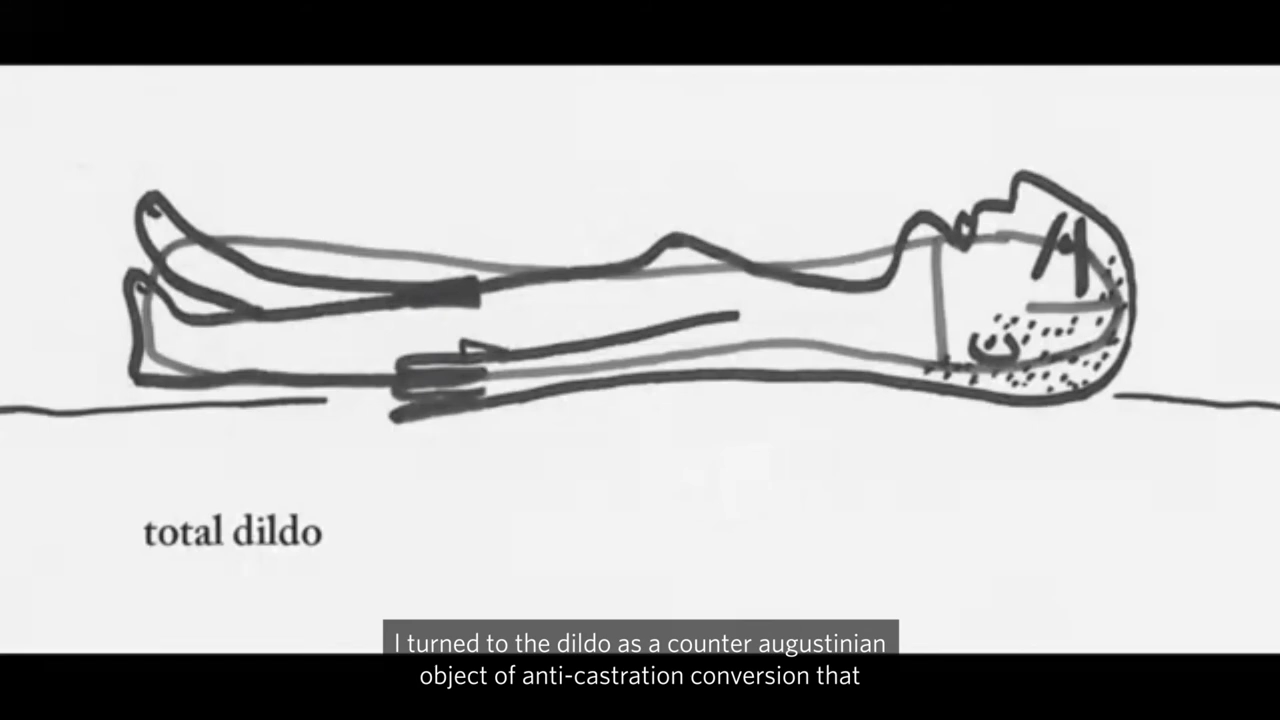 total dildo
I turned to the dildo as a counter augustinian
object of anti-castration conversion that